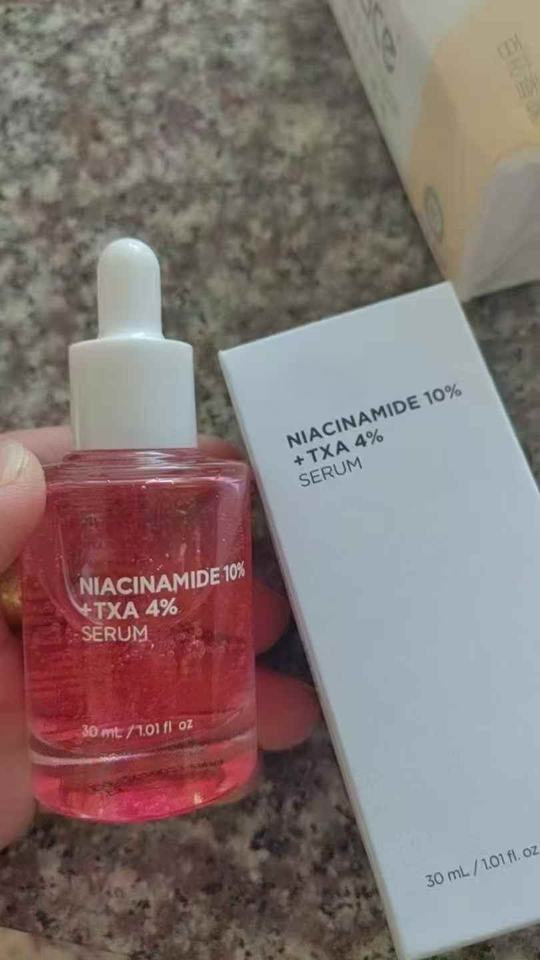 NIACINAMIDE 10%
+TXA 4%
SERUM
30 mL / 1.01 fl oz
NIACINAMIDE 10%
+TXA 4%
SERUM
30 mL / 1.01 fl. oz